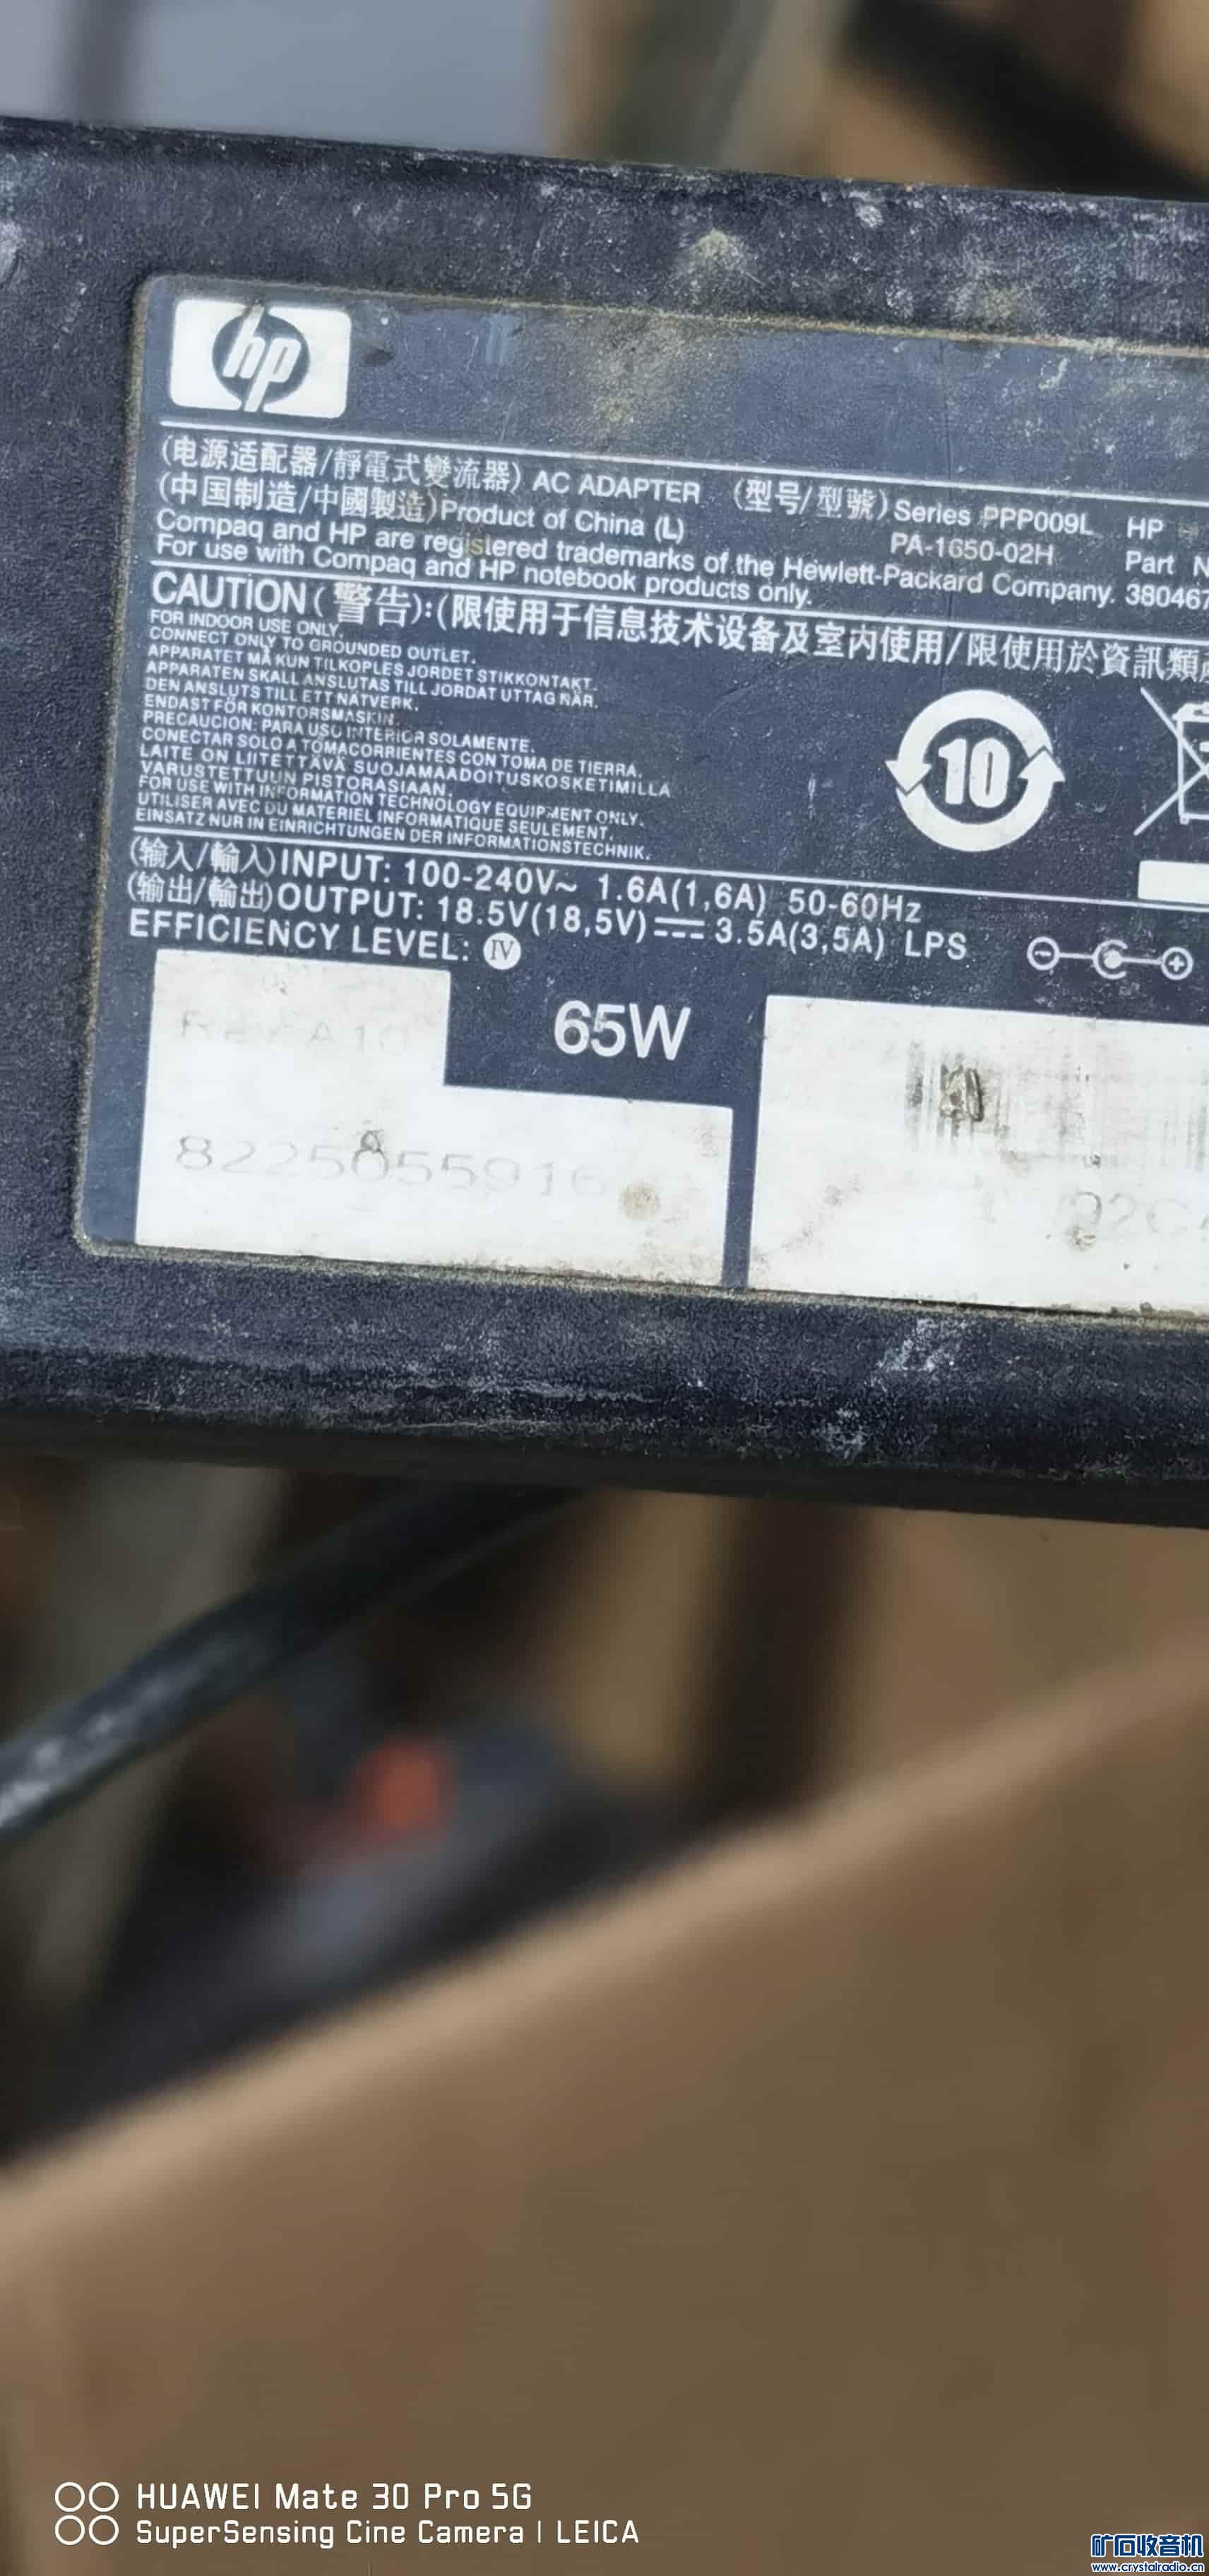 hp
(电源适配器/靜電式變流器) AC ADAPTER (型号/型號) Series PPP009L HP
(中国制造/中國製造) Product of China (L) PA-1650-02H Part
Compaq and HP are registered trademarks of the Hewlett-Packard Company. 380467
For use with Compaq and HP notebook products only.
CAUTION (警告):(限使用于信息技术设备及室内使用/限使用於資訊類
FOR INDOOR USE ONLY.
CONNECT ONLY TO GROUNDED OUTLET.
APPARATET MÅ KUN TILKOPLES JORDET STIKKONTAKT.
APPARATEN SKALL ANSLUTAS TILL JORDAT UTTAG NÄR.
DEN ANSLUTS TILL ETT NÄTVERK.
ENDAST FÖR KONTORSMASKIN.
PRECAUCION: PARA USO INTERIOR SOLAMENTE.
CONECTAR SOLO A TOMACORRIENTES CON TOMA DE TIERRA.
LAITE ON LIITETTÄVÄ SUOJAMAADOITUSKOSKETIMILLA
VARUSTETTUUN PISTORASIAAN.
FOR USE WITH INFORMATION TECHNOLOGY EQUIPMENT ONLY.
UTILISER AVEC DU MATERIEL INFORMATIQUE SEULEMENT.
EINSATZ NUR IN EINRICHTUNGEN DER INFORMATIONSTECHNIK.
10
(输入/輸入) INPUT: 100-240V~ 1.6A(1,6A) 50-60Hz
(输出/輸出) OUTPUT: 18.5V(18,5V)⎓ 3.5A(3,5A) LPS
EFFICIENCY LEVEL: IV
65W
HUAWEI Mate 30 Pro 5G
SuperSensing Cine Camera | LEICA
矿石收音机
www.crystalradio.cn